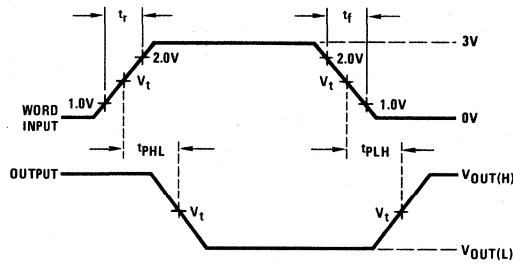 tr
tf
3V
2.0V
2.0V
Vt
Vt
1.0V
1.0V
WORD
INPUT
0V
tPHL
tPLH
OUTPUT
VOUT(H)
Vt
Vt
VOUT(L)